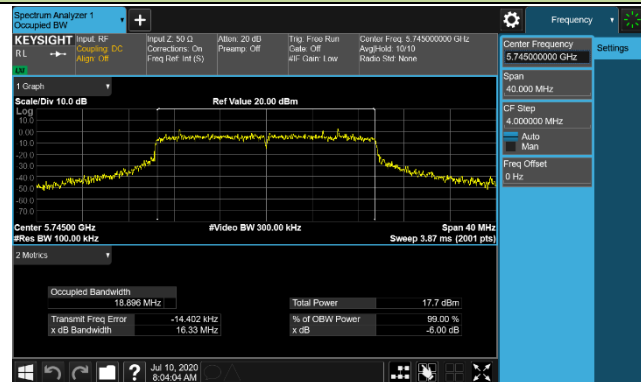 Spectrum Analyzer 1
Occupied BW
Frequency
KEYSIGHT
RL
Input: RF
Coupling: DC
Align: Off
Input Z: 50 Ω
Corrections: On
Freq Ref: Int (S)
Atten: 20 dB
Preamp: Off
Trig: Free Run
Gate: Off
#IF Gain: Low
Center Freq: 5.745000000 GHz
Avg|Hold: 10/10
Radio Std: None
Center Frequency
5.745000000 GHz
Settings
Span
40.000 MHz
CF Step
4.000000 MHz
Auto
Man
Freq Offset
0 Hz
1 Graph
Scale/Div 10.0 dB
Ref Value 20.00 dBm
Log
10.0
0.00
-10.0
-20.0
-30.0
-40.0
-50.0
-60.0
-70.0
Center 5.74500 GHz
#Video BW 300.00 kHz
Span 40 MHz
#Res BW 100.00 kHz
Sweep 3.87 ms (2001 pts)
2 Metrics
Occupied Bandwidth
18.896 MHz
Total Power 17.7 dBm
Transmit Freq Error -14.402 kHz
% of OBW Power 99.00 %
x dB Bandwidth 16.33 MHz
x dB -6.00 dB
?
Jul 10, 2020
8:04:04 AM